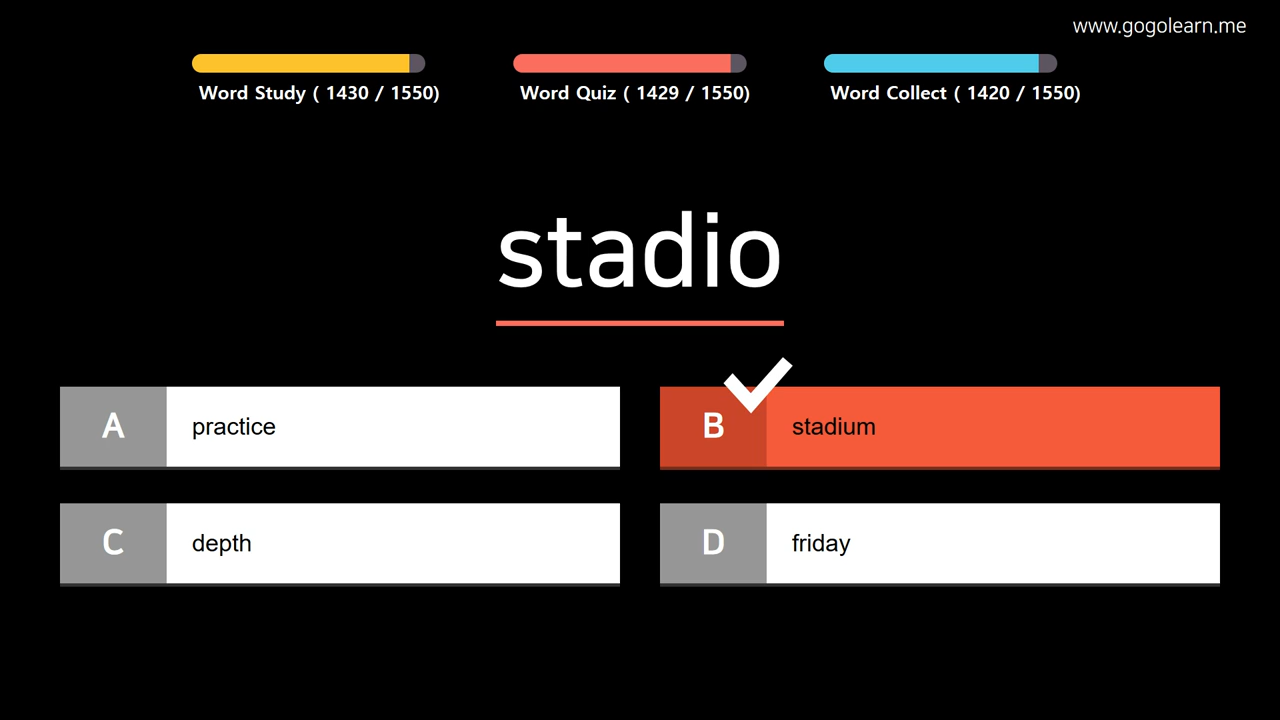 www.gogolearn.me
Word Study ( 1430 / 1550)
Word Quiz ( 1429 / 1550)
Word Collect ( 1420 / 1550)
stadio
A practice
B stadium
C depth
D friday